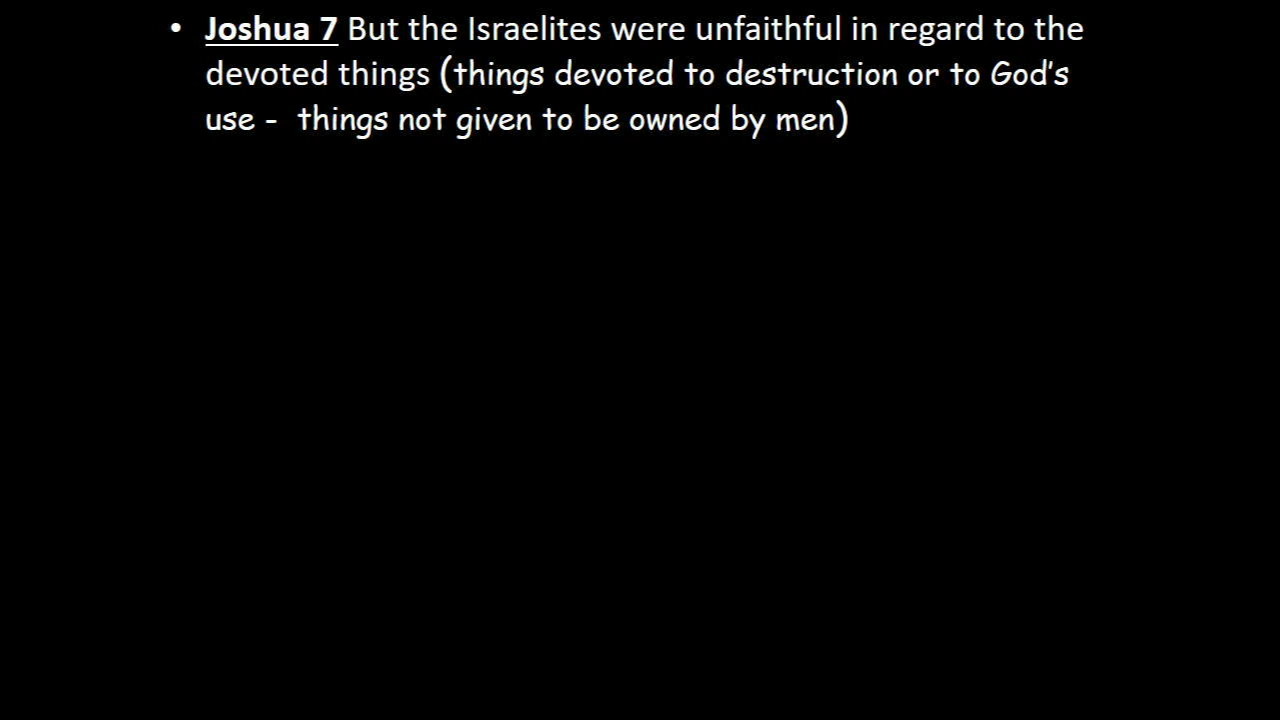 • Joshua 7 But the Israelites were unfaithful in regard to the
devoted things (things devoted to destruction or to God's
use -  things not given to be owned by men)